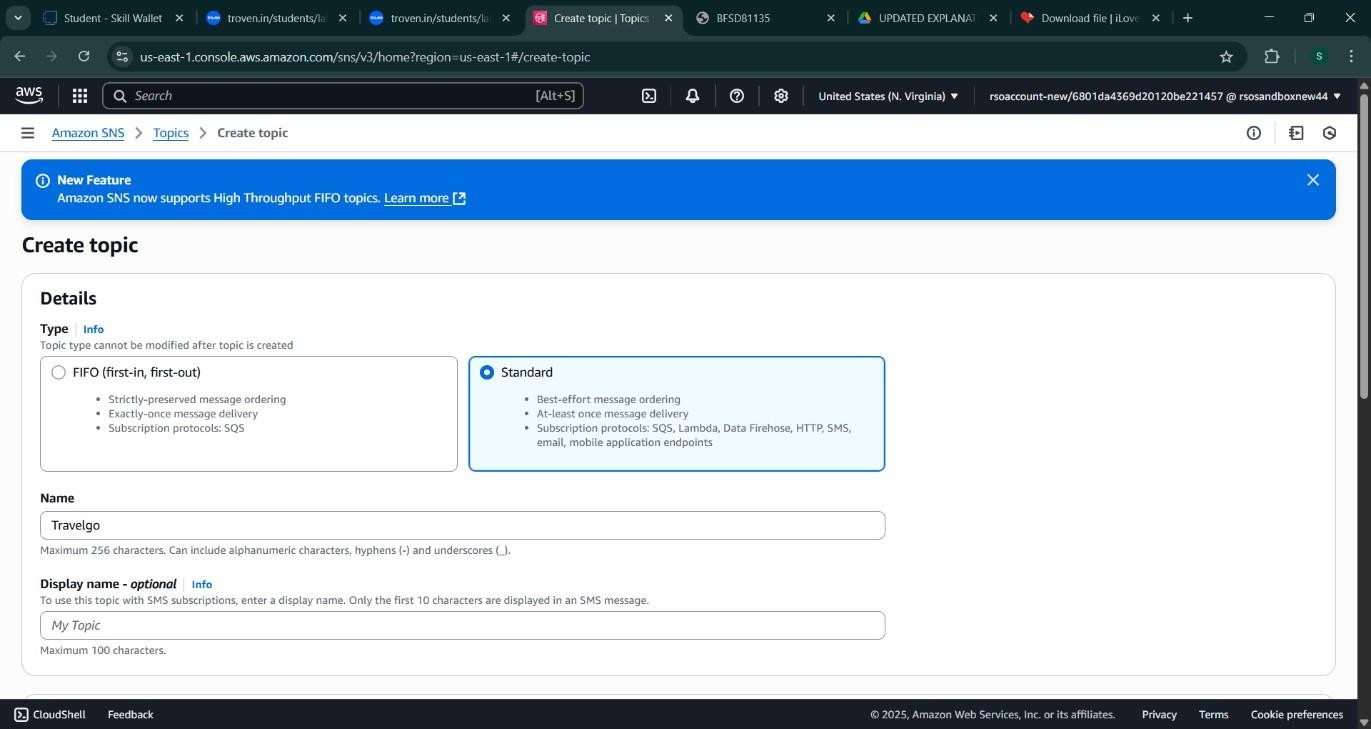 Student - Skill Wallet
troven.in/students/la
troven.in/students/la
Create topic | Topics
BFSD81135
UPDATED EXPLANAT
Download file | iLove
us-east-1.console.aws.amazon.com/sns/v3/home?region=us-east-1#/create-topic
S
aws
Search
[Alt+S]
United States (N. Virginia)
rsoaccount-new/6801da4369d20120be221457 @ rsosandboxnew44
Amazon SNS
Topics
Create topic
New Feature
Amazon SNS now supports High Throughput FIFO topics. Learn more
Create topic
Details
Type
Info
Topic type cannot be modified after topic is created
FIFO (first-in, first-out)
• Strictly-preserved message ordering
• Exactly-once message delivery
• Subscription protocols: SQS
Standard
• Best-effort message ordering
• At-least once message delivery
• Subscription protocols: SQS, Lambda, Data Firehose, HTTP, SMS,
email, mobile application endpoints
Name
Travelgo
Maximum 256 characters. Can include alphanumeric characters, hyphens (-) and underscores (_).
Display name - optional
Info
To use this topic with SMS subscriptions, enter a display name. Only the first 10 characters are displayed in an SMS message.
My Topic
Maximum 100 characters.
CloudShell
Feedback
© 2025, Amazon Web Services, Inc. or its affiliates.
Privacy
Terms
Cookie preferences